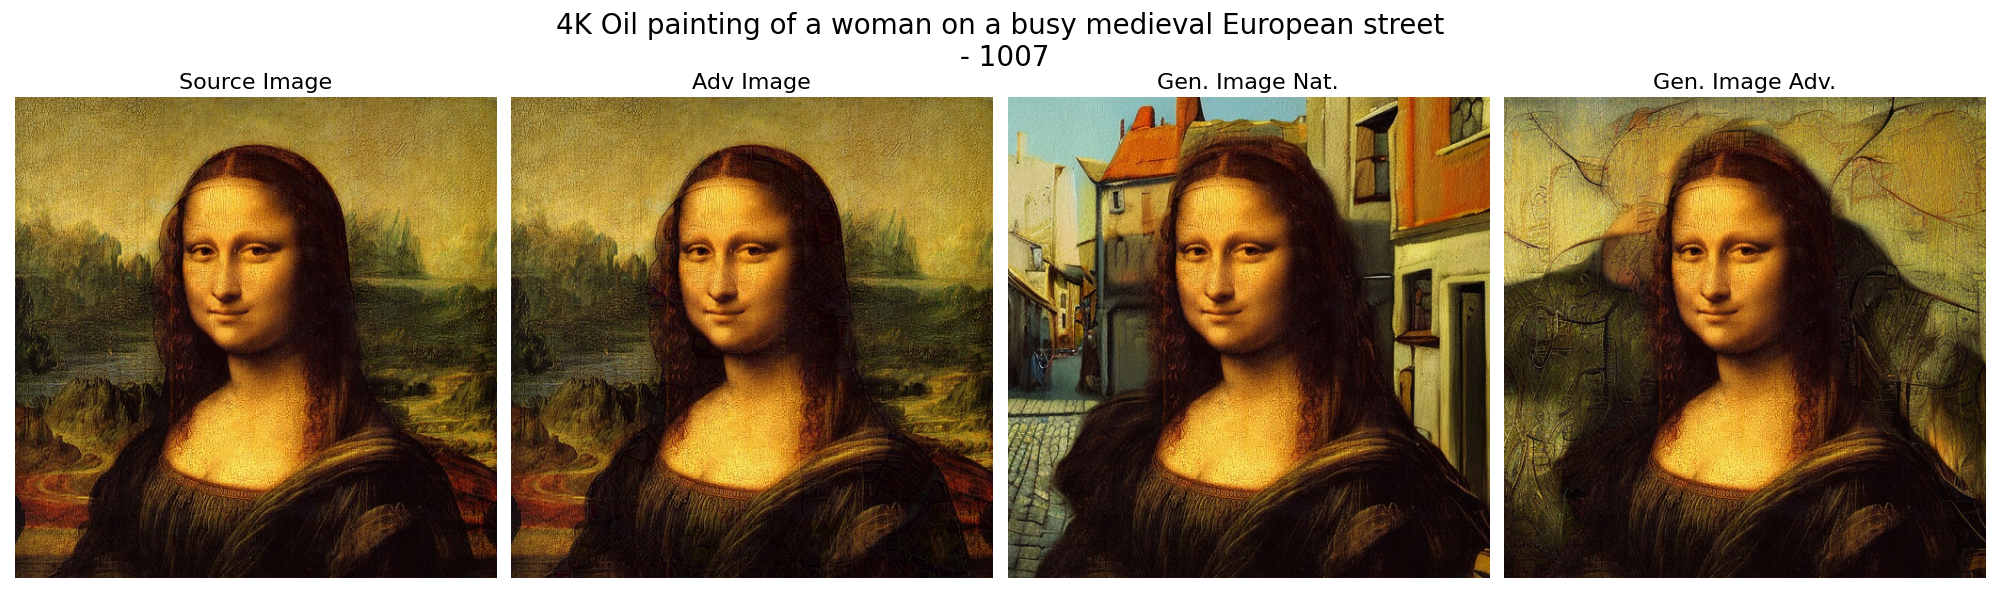 4K Oil painting of a woman on a busy medieval European street
- 1007
Source Image
Adv Image
Gen. Image Nat.
Gen. Image Adv.